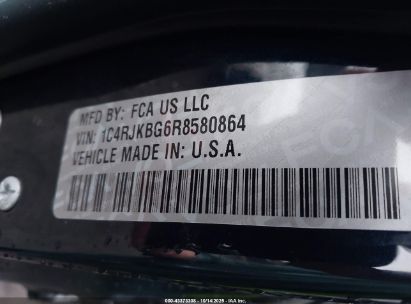 MFD BY: FCA US LLC
VIN: 1C4RJKBG6R8580864
VEHICLE MADE IN: U.S.A.